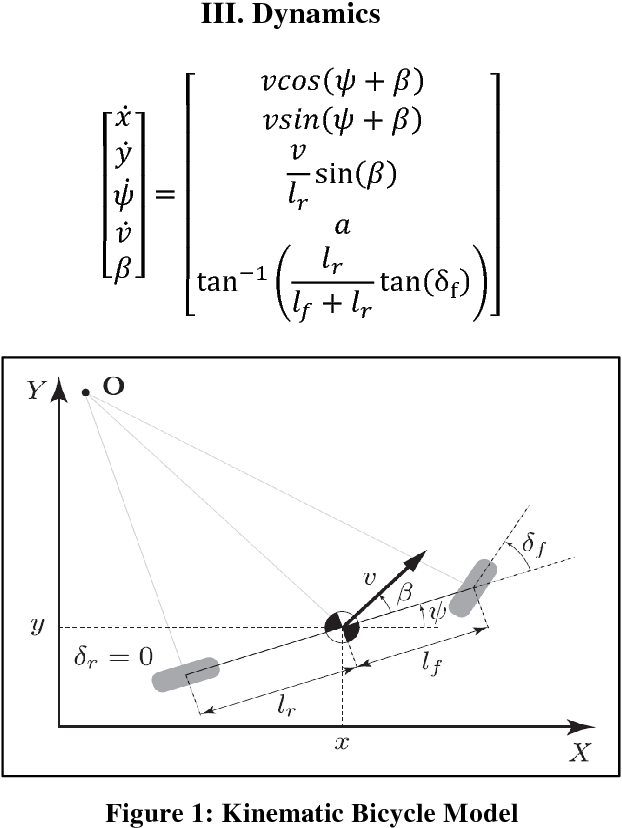 III. Dynamics
[ẋ ẏ ψ̇ v̇ β] =
vcos(ψ + β)
vsin(ψ + β)
v/l_r sin(β)
a
tan⁻¹(l_r/(l_f + l_r) tan(δ_f))
Y
O
δ_f
v
β
ψ
y
δ_r = 0
l_f
l_r
x
X
Figure 1: Kinematic Bicycle Model